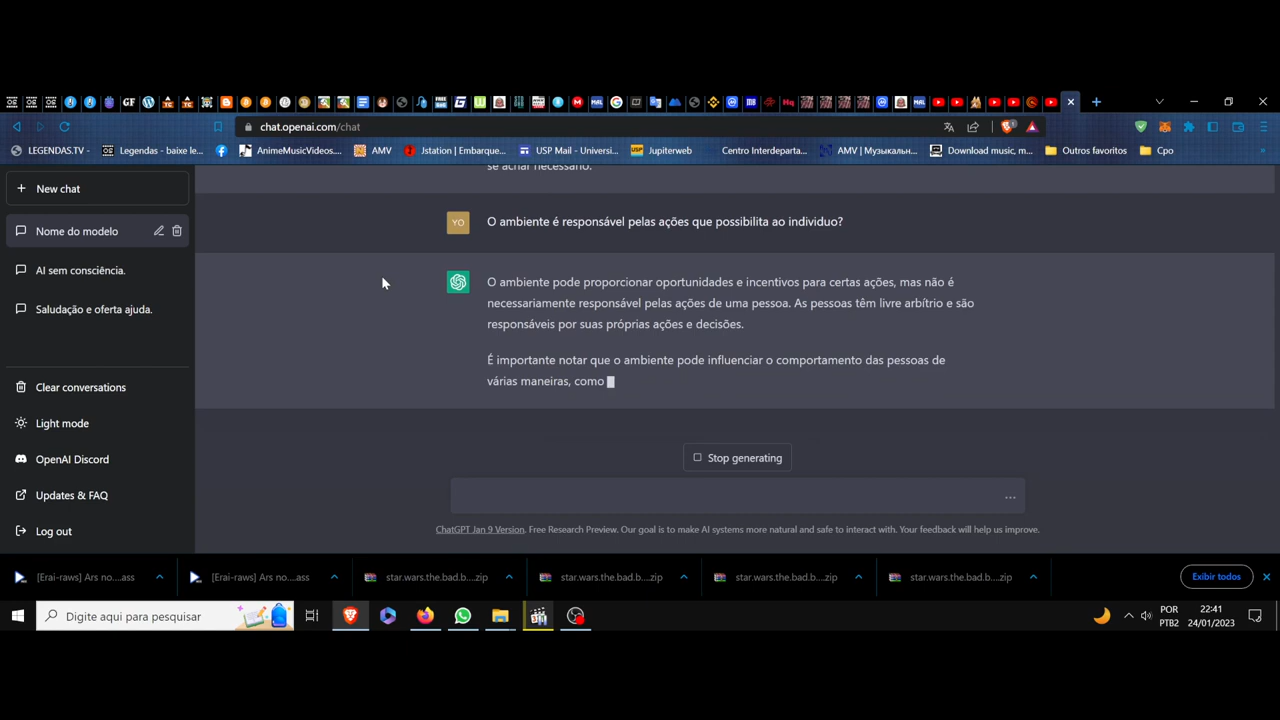 chat.openai.com/chat
1
LEGENDAS.TV -
Legendas - baixe le...
AnimeMusicVideos....
AMV
Jstation | Embarque...
USP Mail - Universi...
Jupiterweb
Centro Interdeparta...
AMV | Музыкальн...
Download music, m...
Outros favoritos
Cpo
New chat
Nome do modelo
AI sem consciência.
Saludação e oferta ajuda.
Clear conversations
Light mode
OpenAI Discord
Updates & FAQ
Log out
se achar necessário.
YO
O ambiente é responsável pelas ações que possibilita ao individuo?
O ambiente pode proporcionar oportunidades e incentivos para certas ações, mas não é
necessariamente responsável pelas ações de uma pessoa. As pessoas têm livre arbítrio e são
responsáveis por suas próprias ações e decisões.
É importante notar que o ambiente pode influenciar o comportamento das pessoas de
várias maneiras, como
Stop generating
ChatGPT Jan 9 Version. Free Research Preview. Our goal is to make AI systems more natural and safe to interact with. Your feedback will help us improve.
[Erai-raws] Ars no....ass
[Erai-raws] Ars no....ass
star.wars.the.bad.b....zip
star.wars.the.bad.b....zip
star.wars.the.bad.b....zip
star.wars.the.bad.b....zip
Exibir todos
Digite aqui para pesquisar
POR
PTB2
22:41
24/01/2023